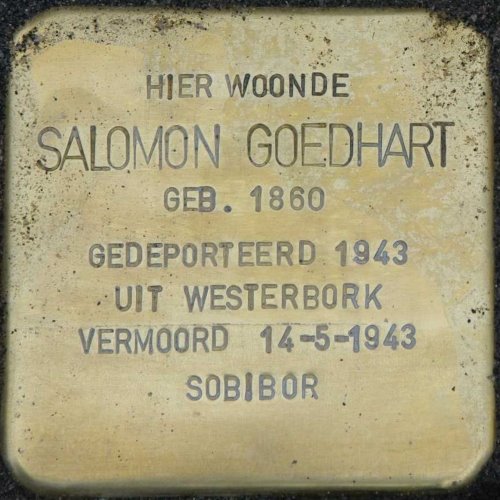 HIER WOONDE
SALOMON GOEDHART
GEB. 1860
GEDEPORTEERD 1943
UIT WESTERBORK
VERMOORD 14-5-1943
SOBIBOR